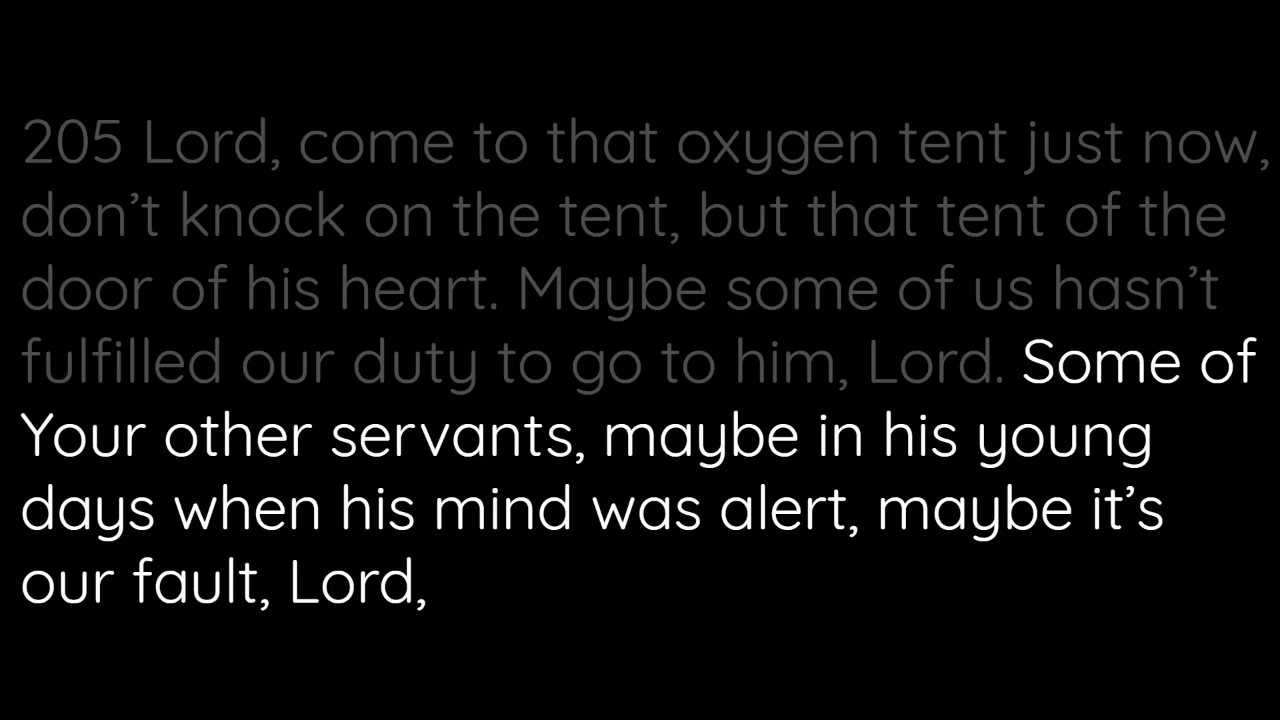 205 Lord, come to that oxygen tent just now,
don’t knock on the tent, but that tent of the
door of his heart. Maybe some of us hasn’t
fulfilled our duty to go to him, Lord. Some of
Your other servants, maybe in his young
days when his mind was alert, maybe it’s
our fault, Lord,